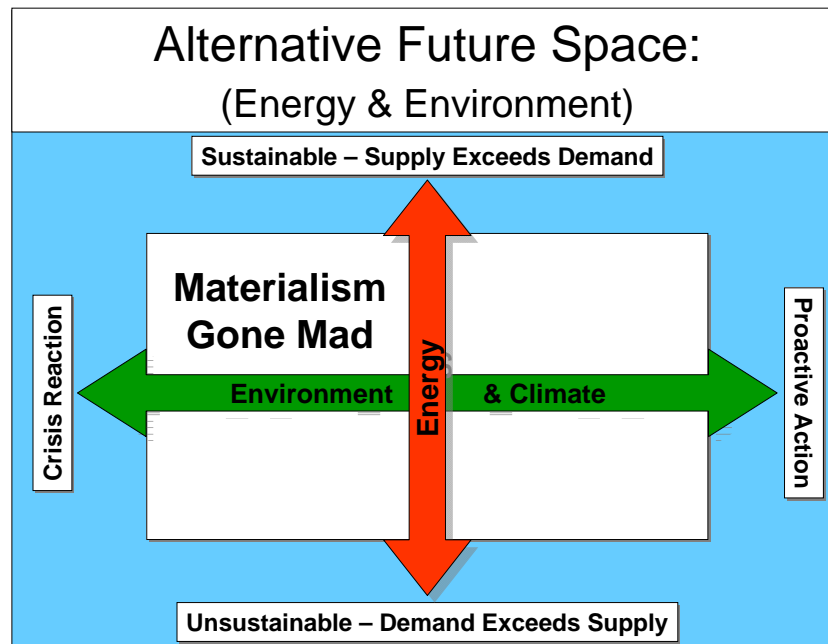 Alternative Future Space:
(Energy & Environment)
Sustainable – Supply Exceeds Demand
Materialism
Gone Mad
Crisis Reaction
Environment & Climate
Energy
Proactive Action
Unsustainable – Demand Exceeds Supply